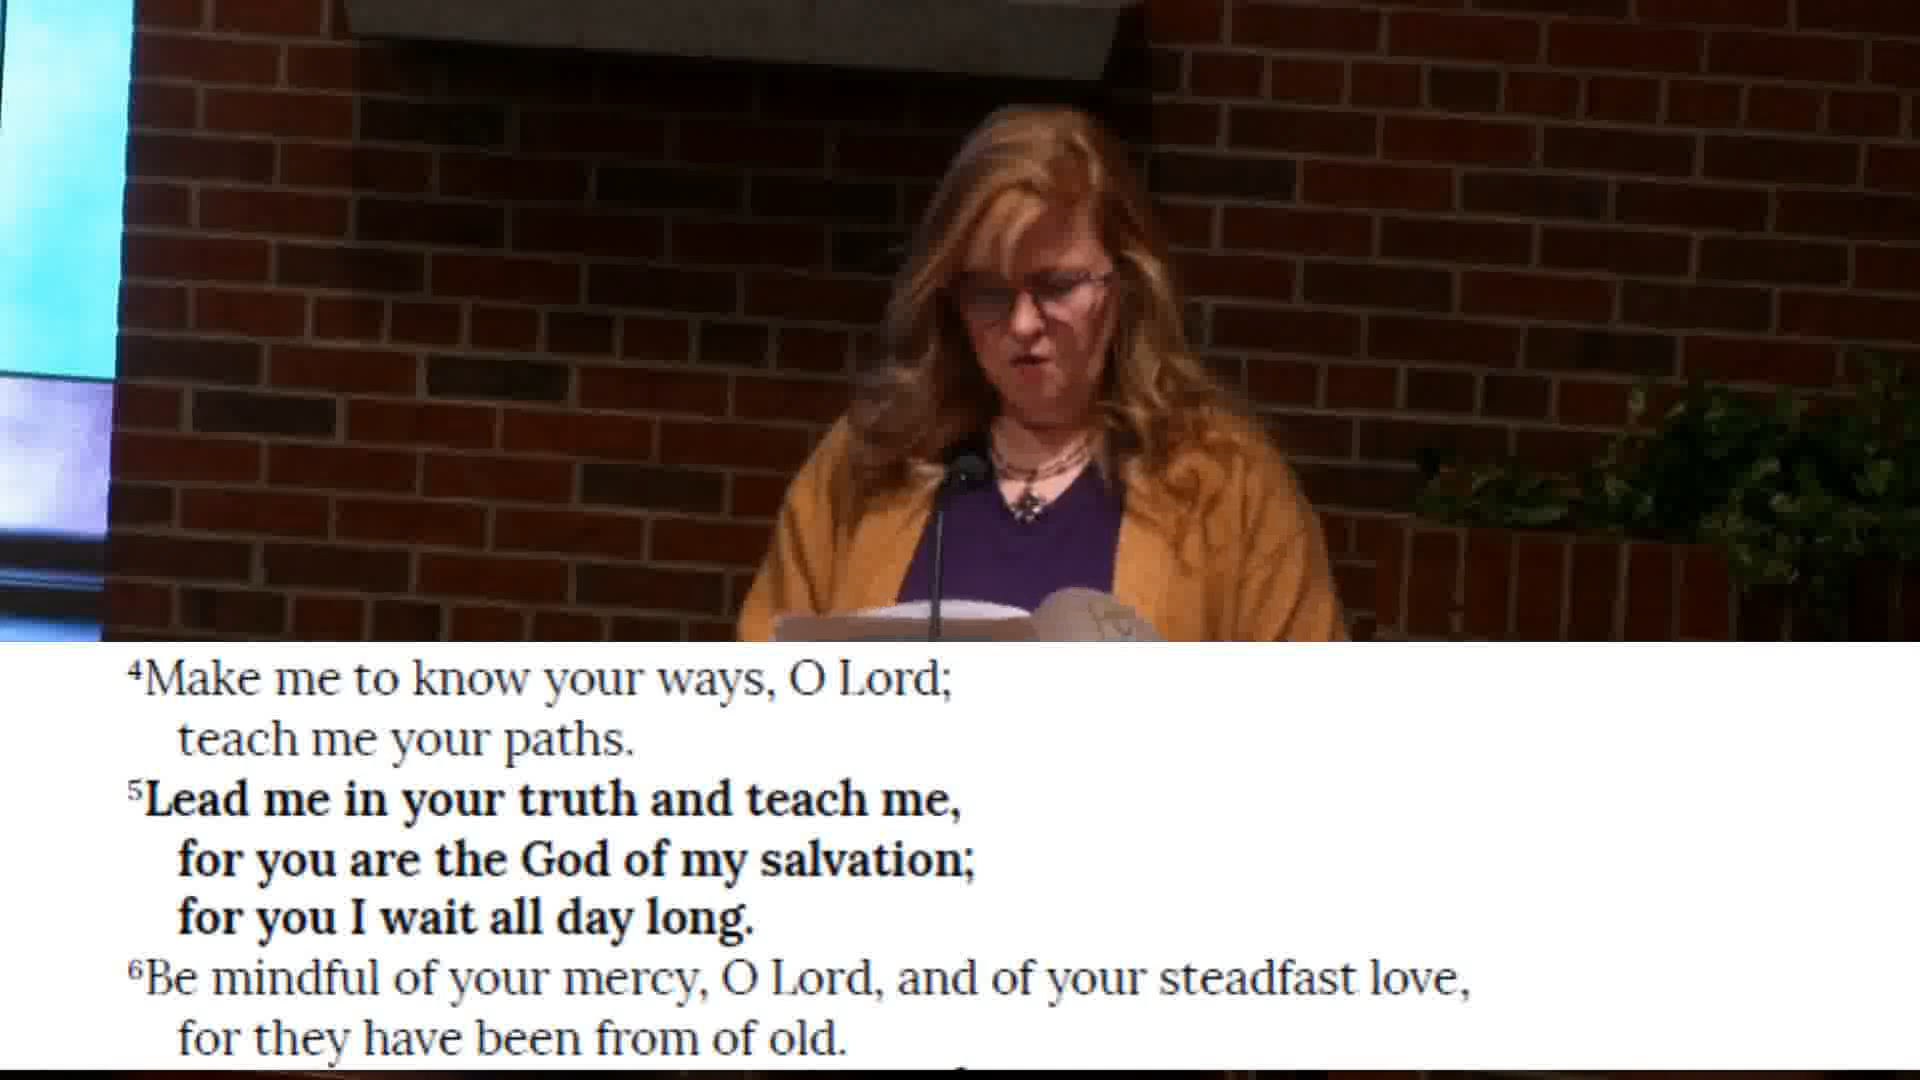 ⁴Make me to know your ways, O Lord;
teach me your paths.
⁵Lead me in your truth and teach me,
for you are the God of my salvation;
for you I wait all day long.
⁶Be mindful of your mercy, O Lord, and of your steadfast love,
for they have been from of old.